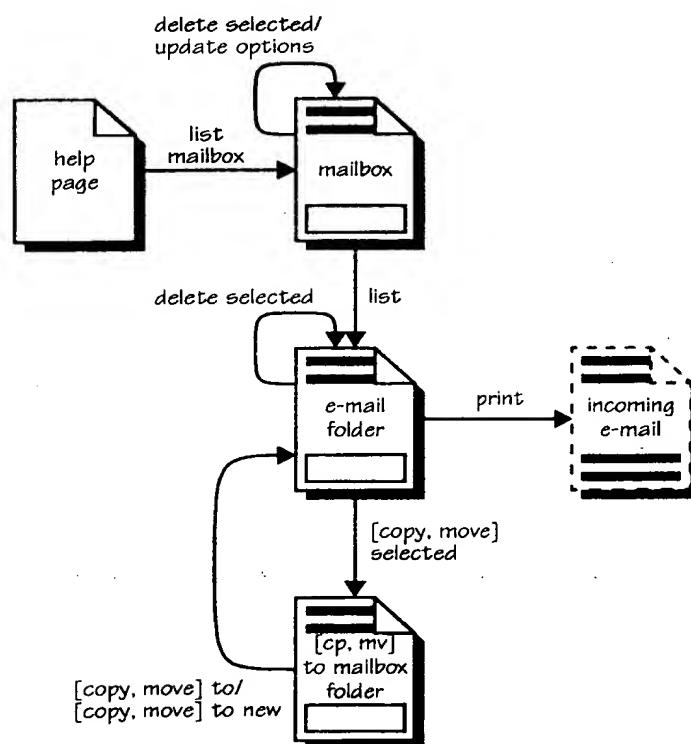 delete selected/
update options
help
page
list
mailbox
mailbox
delete selected
list
e-mail
folder
print
incoming
e-mail
[copy, move]
selected
[cp, mv]
to mailbox
folder
[copy, move] to/
[copy, move] to new